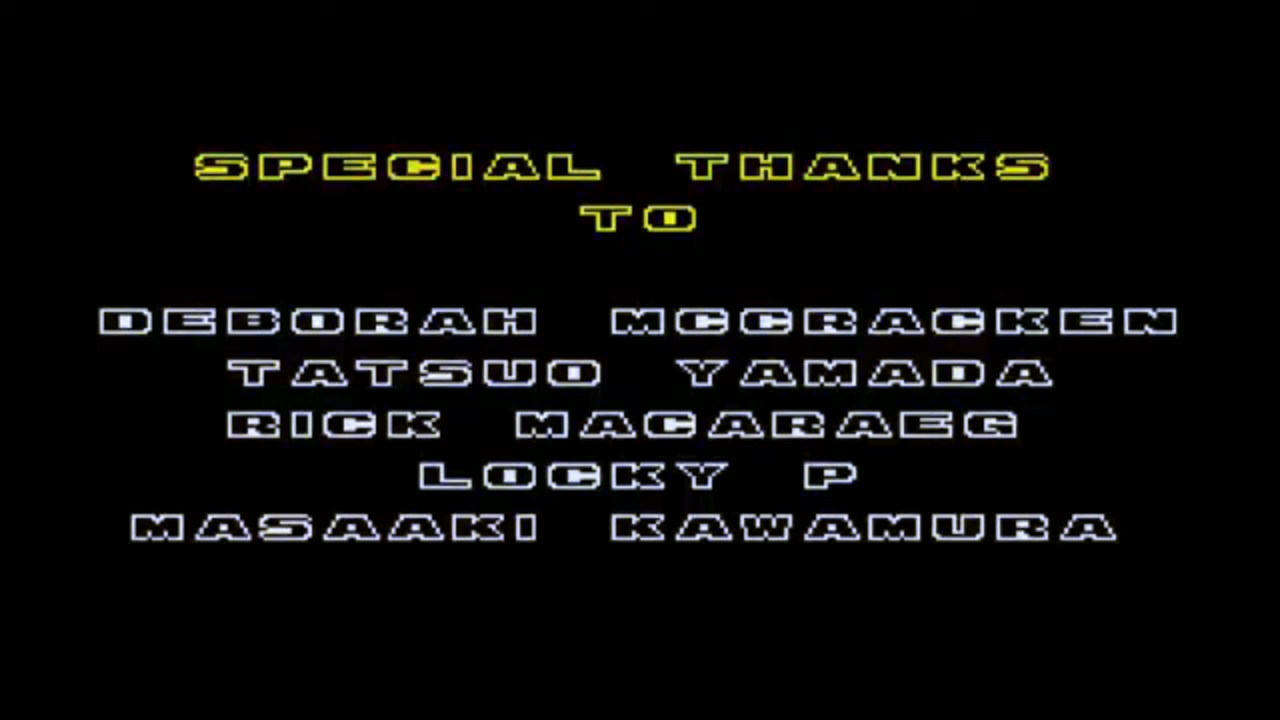 SPECIAL THANKS
TO
DEBORAH MCCRACKEN
TATSUO YAMADA
RICK MACARAEG
LOCKY P
MASAAKI KAWAMURA